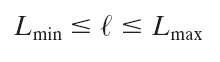 L_min ≤ ℓ ≤ L_max